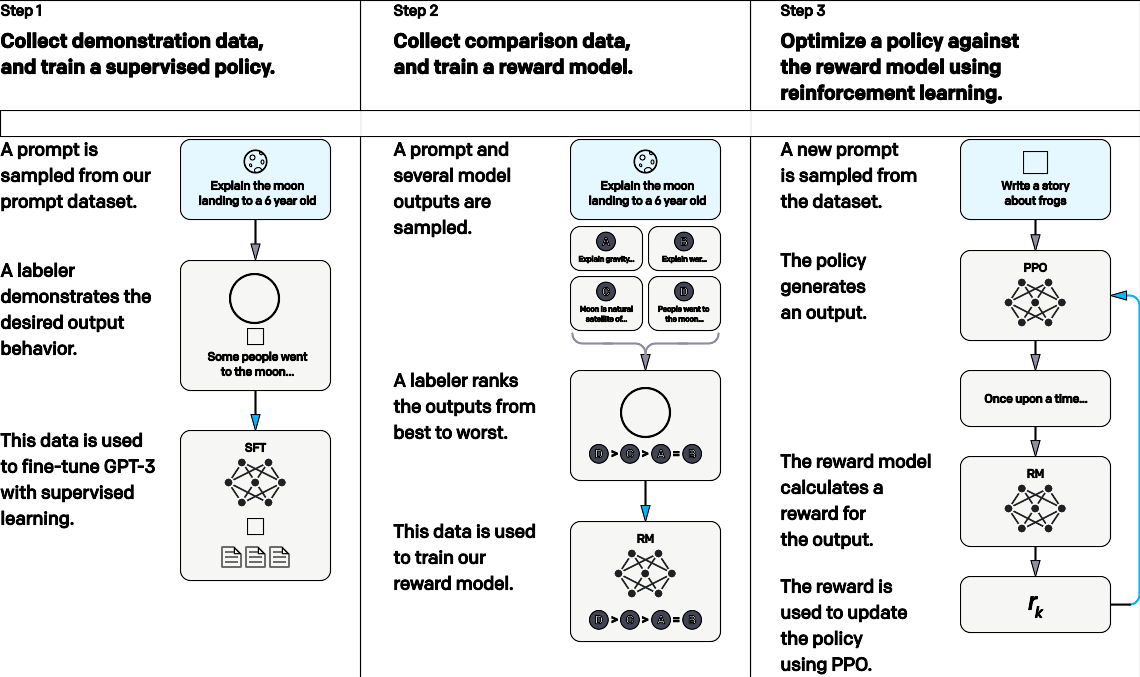 Step 1
Collect demonstration data,
and train a supervised policy.
A prompt is
sampled from our
prompt dataset.
Explain the moon
landing to a 6 year old
A labeler
demonstrates the
desired output
behavior.
Some people went
to the moon...
This data is used
to fine-tune GPT-3
with supervised
learning.
SFT
Step 2
Collect comparison data,
and train a reward model.
A prompt and
several model
outputs are
sampled.
Explain the moon
landing to a 6 year old
A
Explain gravity...
B
Explain war...
C
Moon is natural
satellite of...
D
People went to
the moon...
A labeler ranks
the outputs from
best to worst.
D > C > A = B
This data is used
to train our
reward model.
RM
D > C > A = B
Step 3
Optimize a policy against
the reward model using
reinforcement learning.
A new prompt
is sampled from
the dataset.
Write a story
about frogs
The policy
generates
an output.
PPO
Once upon a time...
The reward model
calculates a
reward for
the output.
RM
The reward is
used to update
the policy
using PPO.
rk